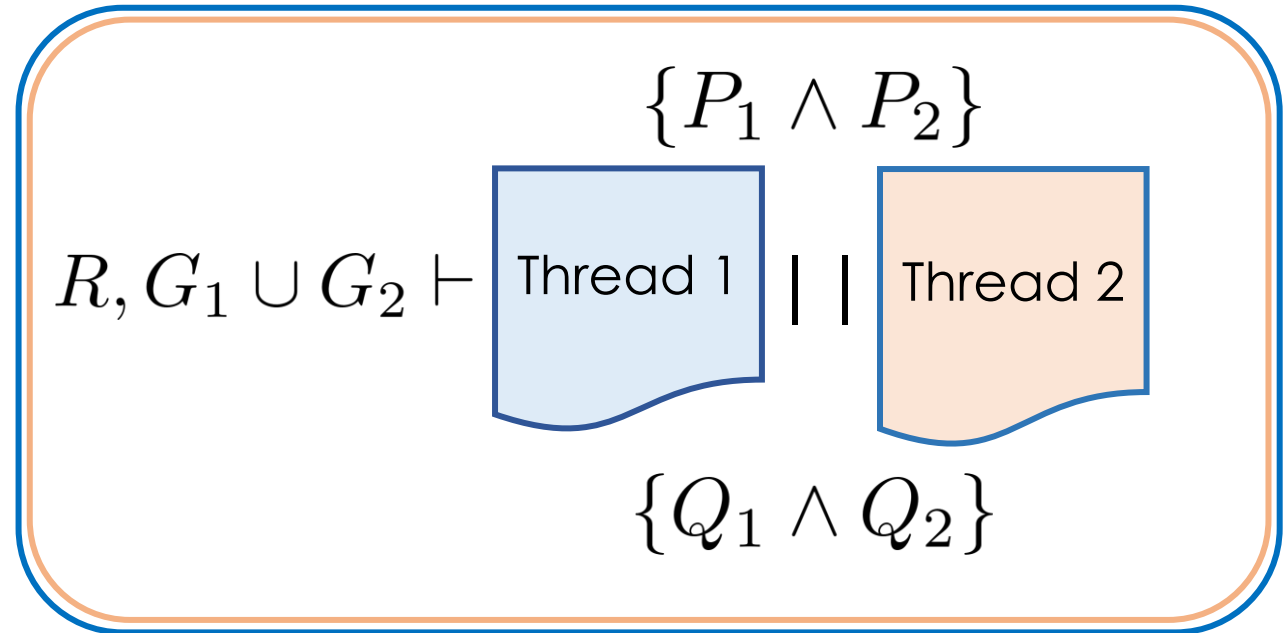 {P₁ ∧ P₂}
R, G₁ ∪ G₂ ⊢ Thread 1 || Thread 2
{Q₁ ∧ Q₂}